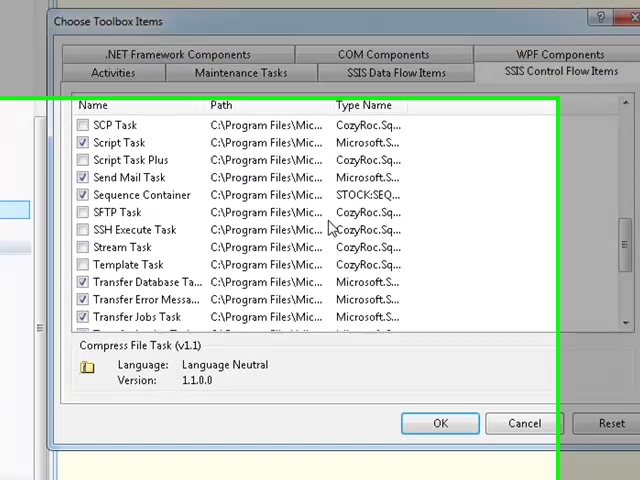 Choose Toolbox Items
.NET Framework Components COM Components WPF Components
Activities Maintenance Tasks SSIS Data Flow Items SSIS Control Flow Items
Name Path Type Name
SCP Task C:\Program Files\Mic... CozyRoc.Sq...
Script Task C:\Program Files\Mic... Microsoft.S...
Script Task Plus C:\Program Files\Mic... CozyRoc.Sq...
Send Mail Task C:\Program Files\Mic... Microsoft.S...
Sequence Container C:\Program Files\Mic... STOCK:SEQ...
SFTP Task C:\Program Files\Mic... CozyRoc.Sq...
SSH Execute Task C:\Program Files\Mic... CozyRoc.Sq...
Stream Task C:\Program Files\Mic... CozyRoc.Sq...
Template Task C:\Program Files\Mic... CozyRoc.Sq...
Transfer Database Ta... C:\Program Files\Mic... Microsoft.S...
Transfer Error Messa... C:\Program Files\Mic... Microsoft.S...
Transfer Jobs Task C:\Program Files\Mic... Microsoft.S...
Compress File Task (v1.1)
Language: Language Neutral
Version: 1.1.0.0
OK Cancel Reset